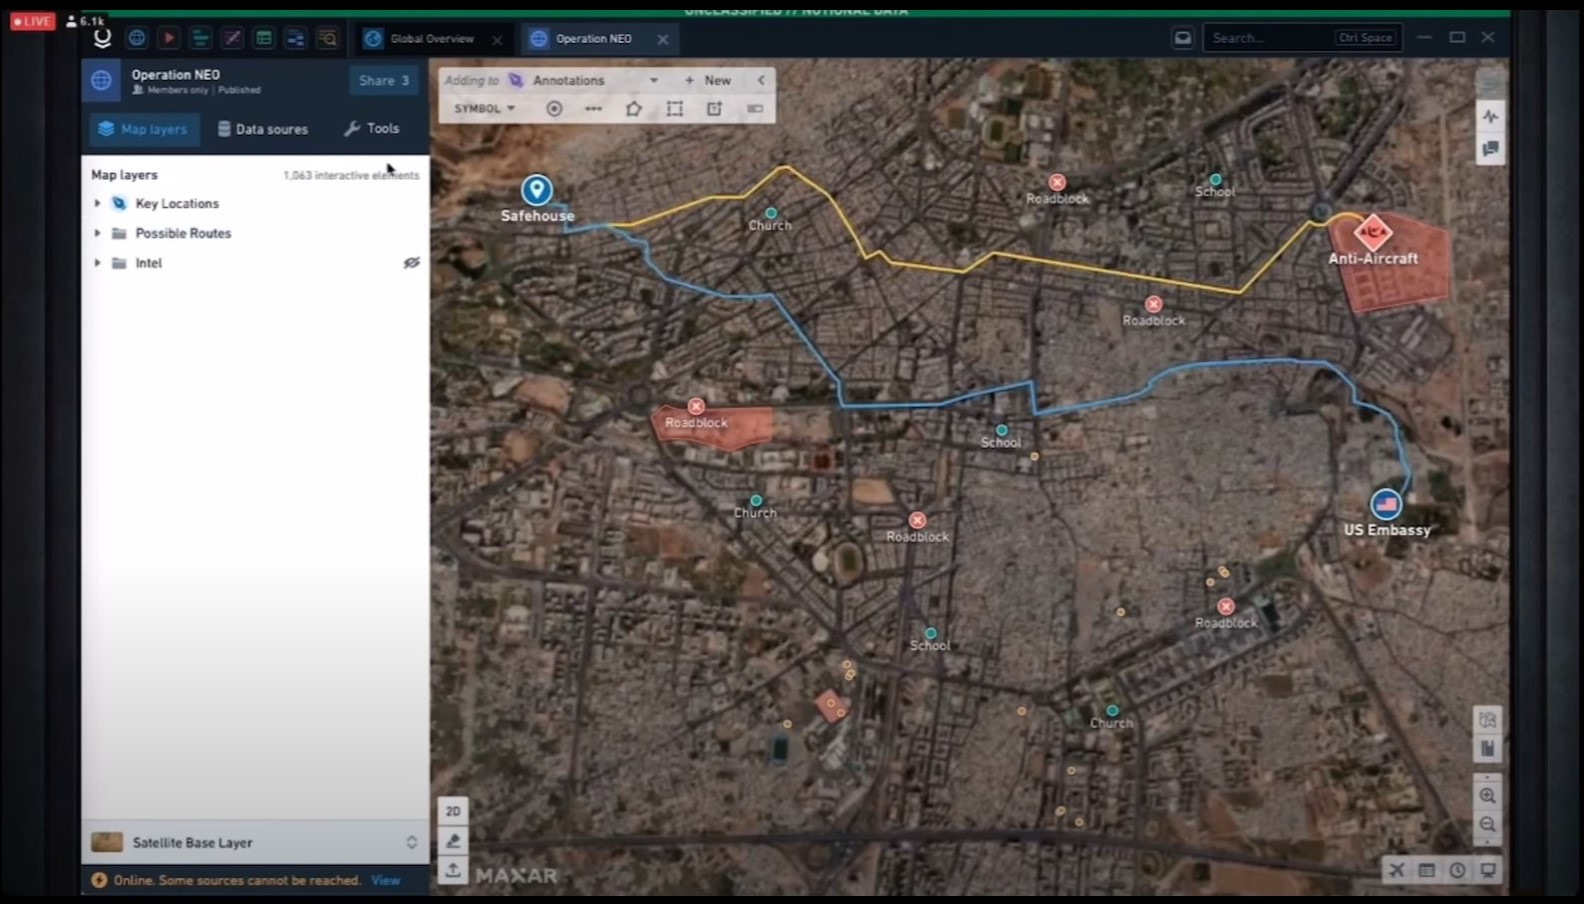 UNCLASSIFIED // NOTIONAL DATA
LIVE
6.1k
Global Overview
Operation NEO
Search...
Ctrl Space
Operation NEO
Members only | Published
Share 3
Map layers
Data soures
Tools
Adding to
Annotations
New
SYMBOL
Map layers
1,063 interactive elements
Key Locations
Possible Routes
Intel
Safehouse
Church
Roadblock
School
Anti-Aircraft
Roadblock
Roadblock
School
Church
Roadblock
US Embassy
Roadblock
School
Church
2D
Satellite Base Layer
MAXAR
Online. Some sources cannot be reached.
View